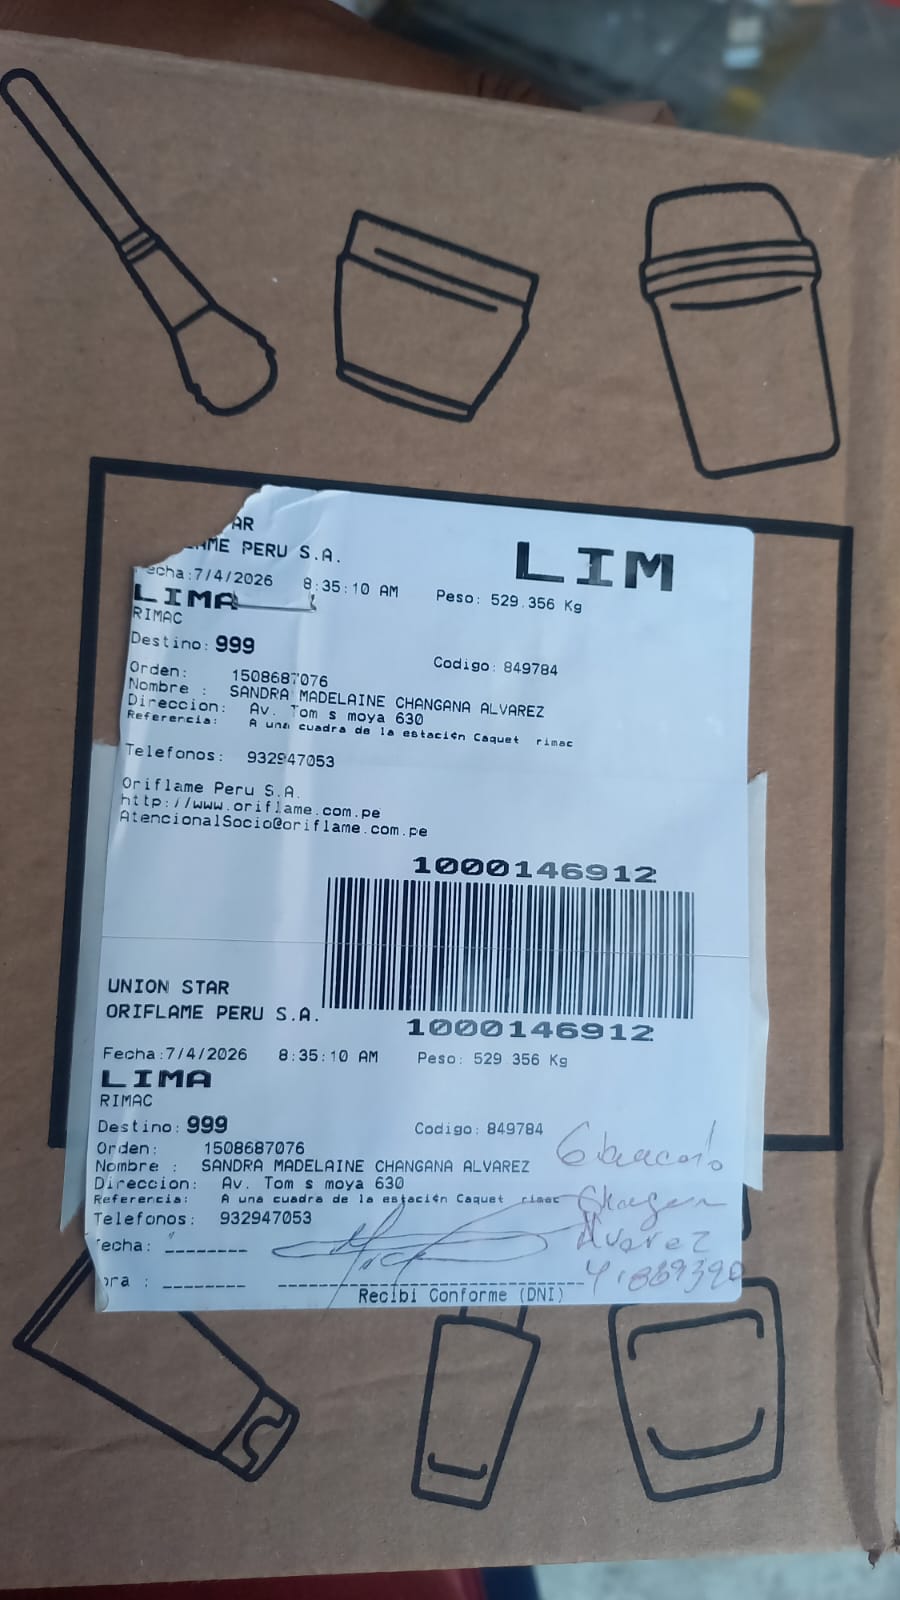 AR
AME PERU S.A.
LIM
echa:7/4/2026 8:35:10 AM Peso: 529.356 Kg
LIMA
RIMAC
Destino: 999 Codigo: 849784
Orden: 1508687076
Nombre : SANDRA MADELAINE CHANGANA ALVAREZ
Direccion: Av. Tom s moya 630
Referencia: A una cuadra de la estaci¢n Caquet rimac
Telefonos: 932947053
Oriflame Peru S.A.
http://www.oriflame.com.pe
AtencionalSocio@oriflame.com.pe
1000146912
1000146912
UNION STAR
ORIFLAME PERU S.A.
Fecha:7/4/2026 8:35:10 AM Peso: 529 356 Kg
LIMA
RIMAC
Destino: 999 Codigo: 849784
Orden: 1508687076
Nombre : SANDRA MADELAINE CHANGANA ALVAREZ
Direccion: Av. Tom s moya 630
Referencia: A una cuadra de la estaci¢n Caquet rimac
Telefonos: 932947053
echa: ________
Alvarez
ora : ________
Recibi Conforme (DNI)